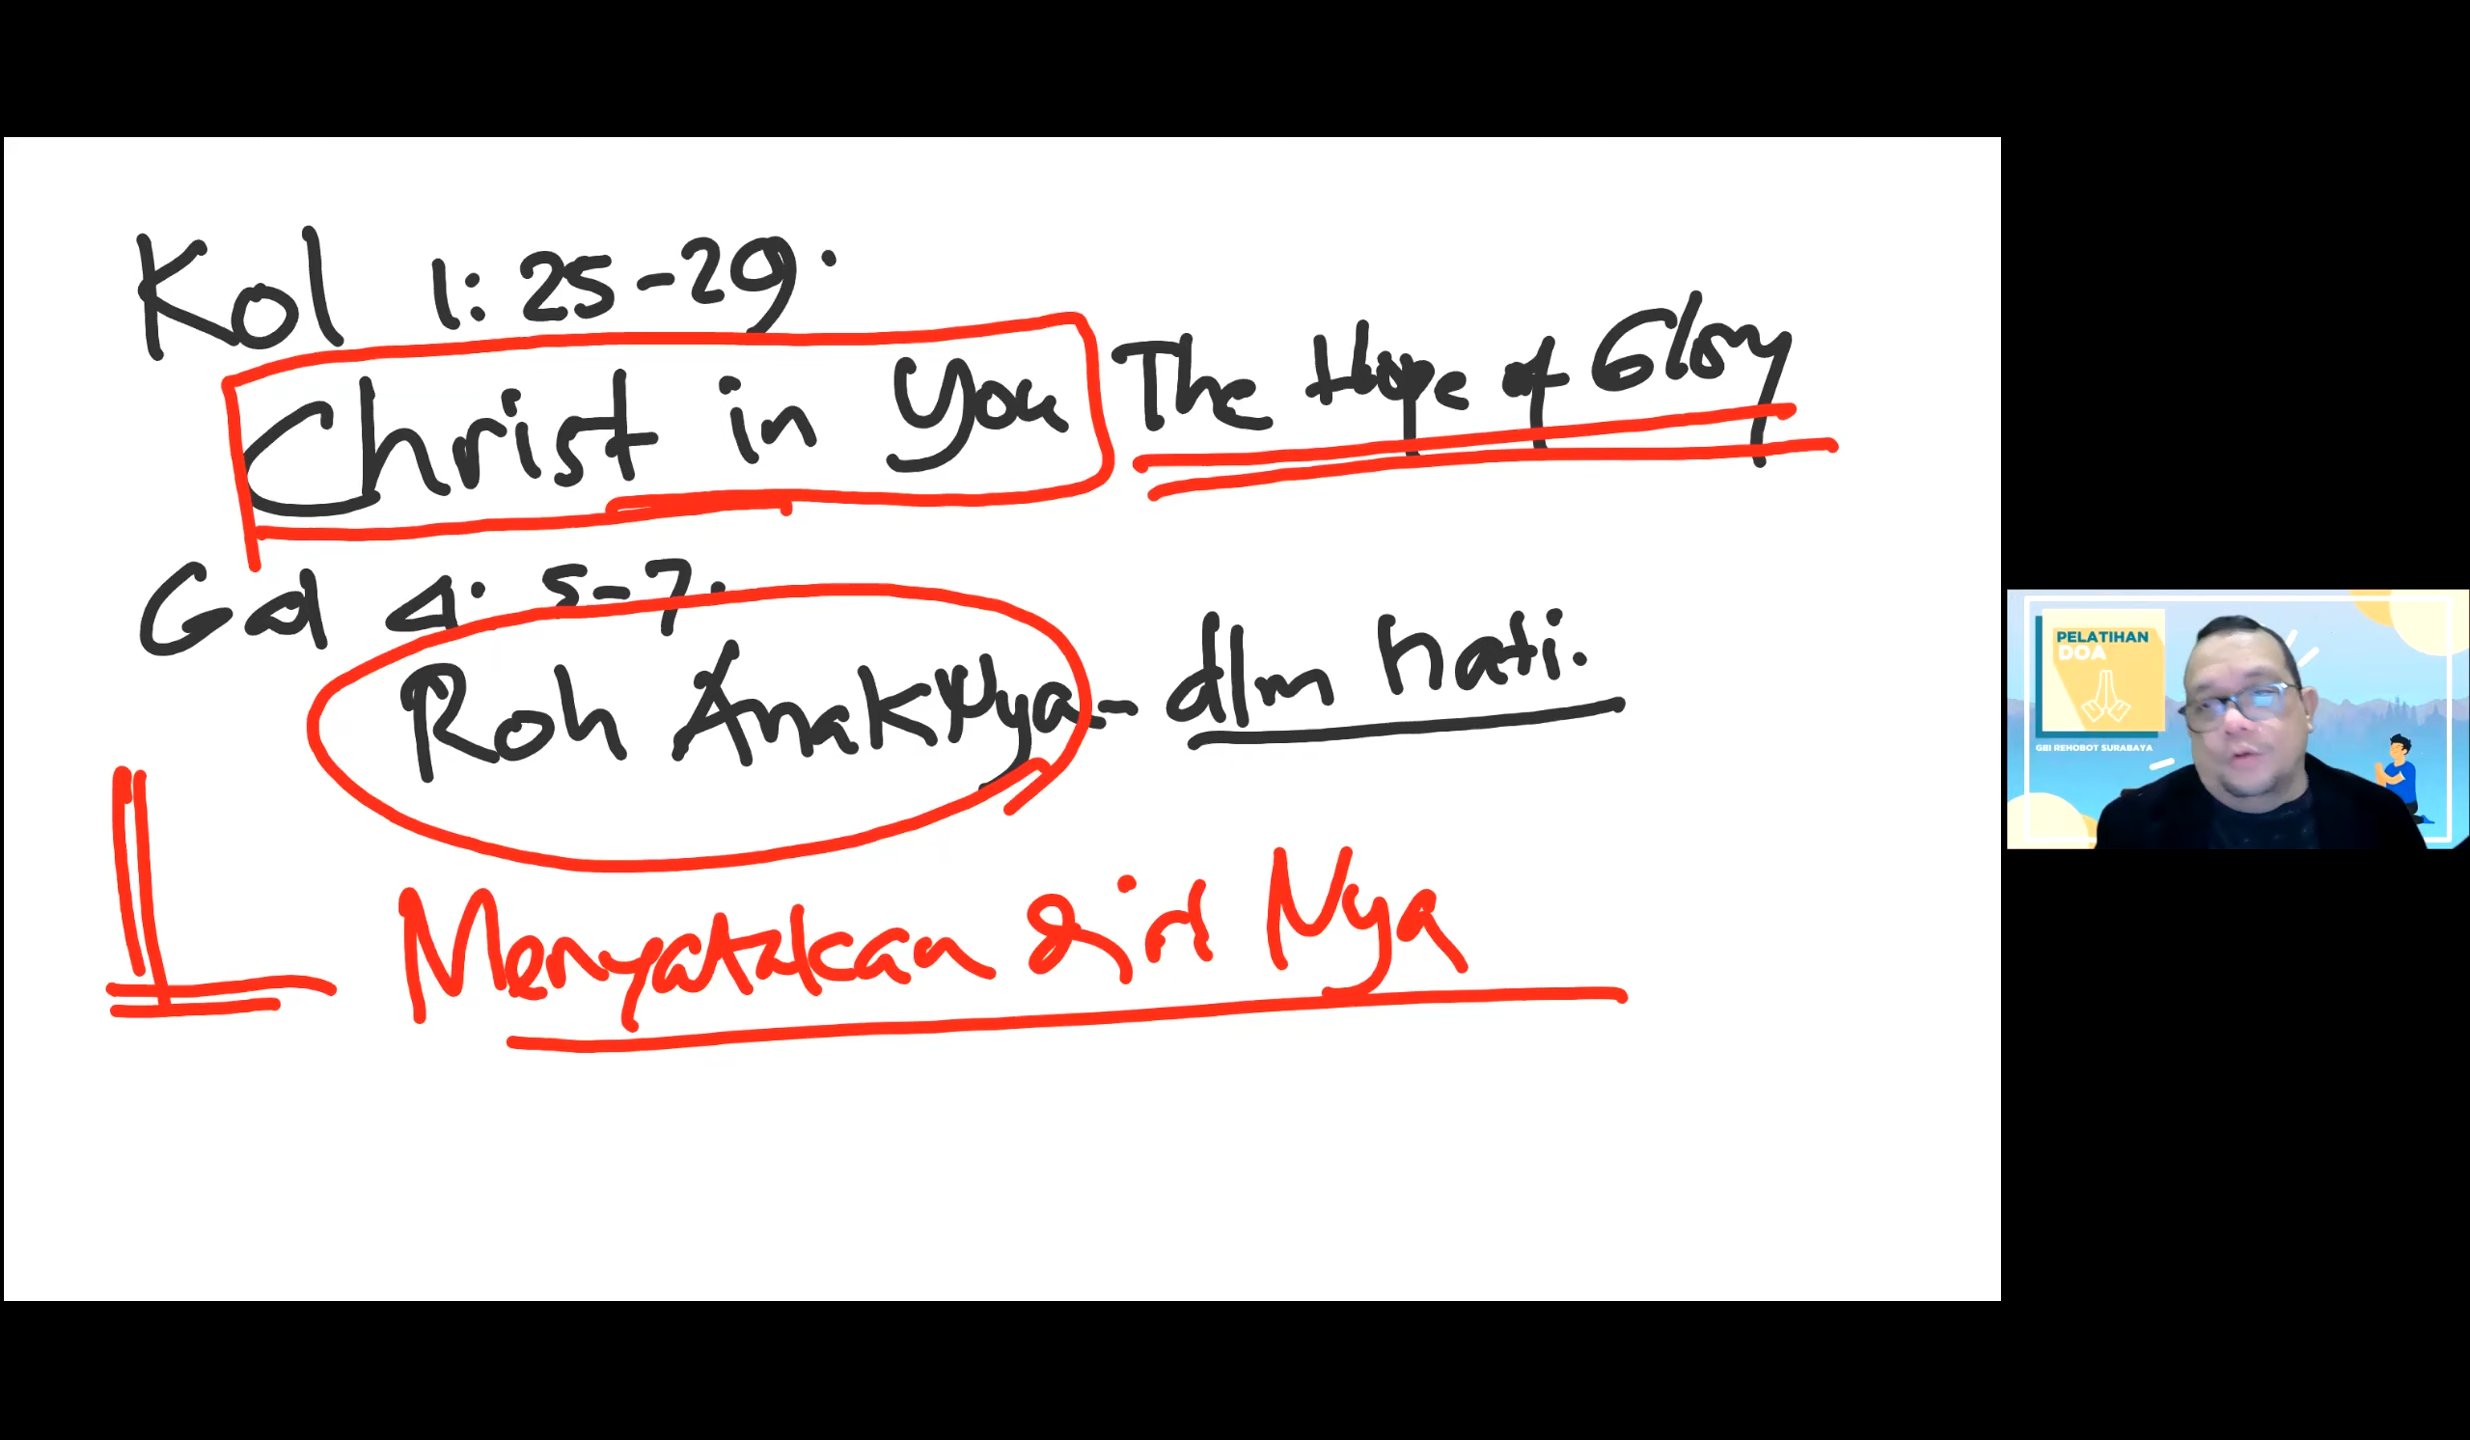 Kol 1: 25-29.
Christ in You The Hope of Glory
Gal 4: 5-7.
Roh AnakNya - dlm hati.
Menyatakan diri Nya
PELATIHAN
DOA
GBI REHOBOT SURABAYA